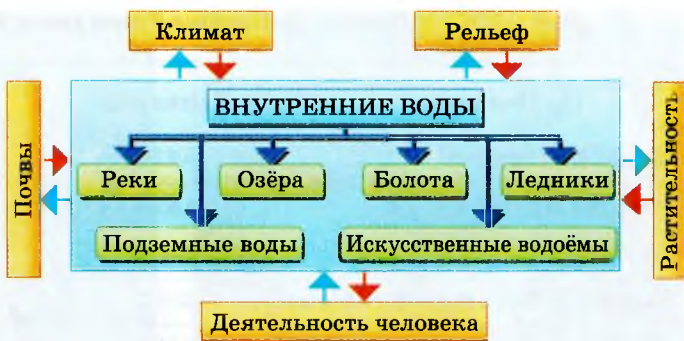 Климат
Рельеф
ВНУТРЕННИЕ ВОДЫ
Почвы
Растительность
Реки
Озёра
Болота
Ледники
Подземные воды
Искусственные водоёмы
Деятельность человека